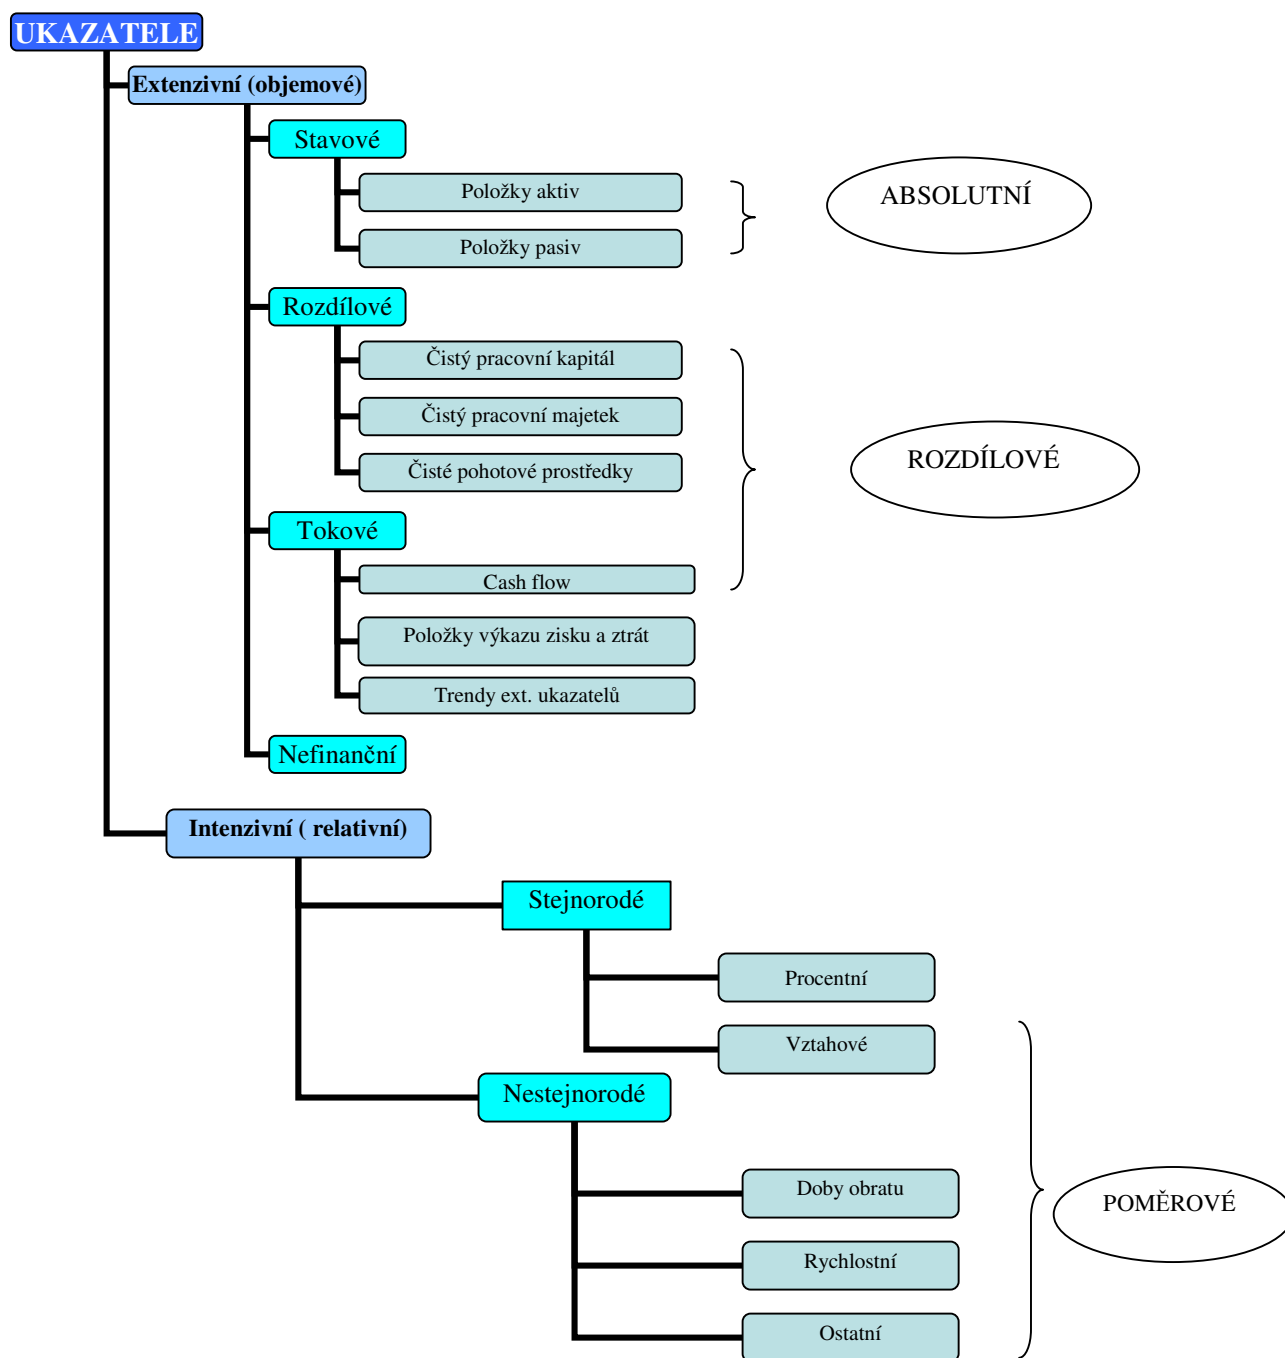 UKAZATELE
Extenzivní (objemové)
Stavové
Položky aktiv
ABSOLUTNÍ
Položky pasiv
Rozdílové
Čistý pracovní kapitál
Čistý pracovní majetek
ROZDÍLOVÉ
Čisté pohotové prostředky
Tokové
Cash flow
Položky výkazu zisku a ztrát
Trendy ext. ukazatelů
Nefinanční
Intenzivní ( relativní)
Stejnorodé
Procentní
Vztahové
Nestejnorodé
Doby obratu
POMĚROVÉ
Rychlostní
Ostatní